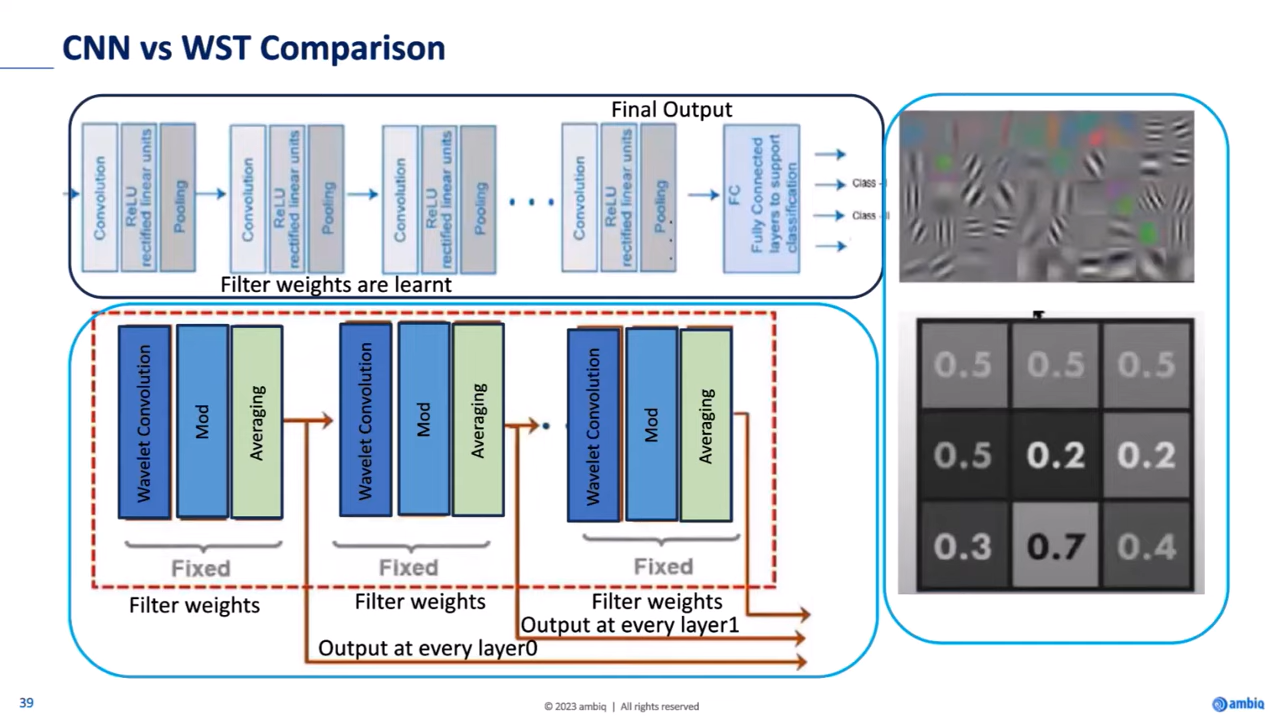 CNN vs WST Comparison
Final Output
Convolution
ReLU
rectified linear units
Pooling
Convolution
ReLU
rectified linear units
Pooling
Convolution
ReLU
rectified linear units
Pooling
Convolution
ReLU
rectified linear units
Pooling
FC
Fully Connected
layers to support
classification
Class
Class
Filter weights are learnt
Wavelet Convolution
Mod
Averaging
Wavelet Convolution
Mod
Averaging
Wavelet Convolution
Mod
Averaging
Fixed
Fixed
Fixed
Filter weights
Filter weights
Filter weights
Output at every layer1
Output at every layer0
0.5 0.5 0.5
0.5 0.2 0.2
0.3 0.7 0.4
39
© 2023 ambiq | All rights reserved
ambiq